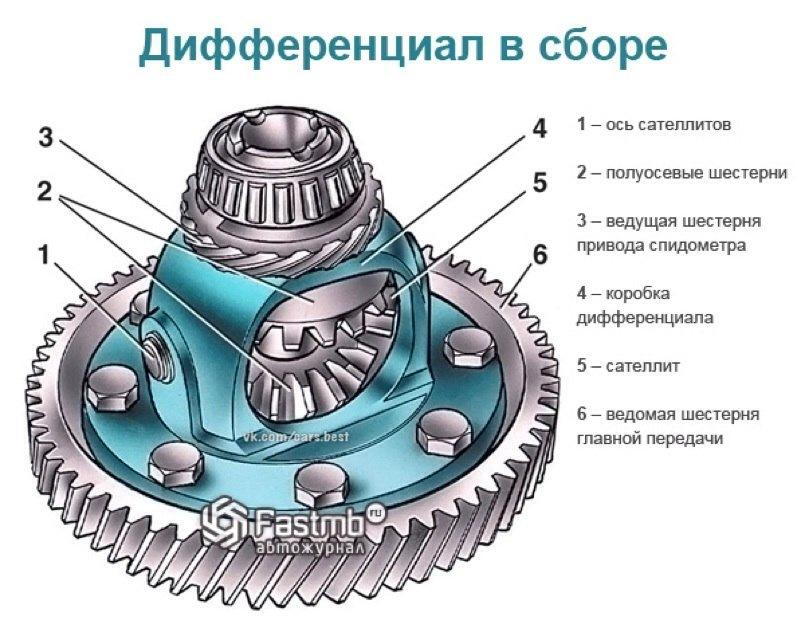 Дифференциал в сборе
3
2
1
4
5
6
1 – ось сателлитов
2 – полуосевые шестерни
3 – ведущая шестерня
привода спидометра
4 – коробка
дифференциала
5 – сателлит
6 – ведомая шестерня
главной передачи
vk.com/cars.best
Fastmb ru
автожурнал